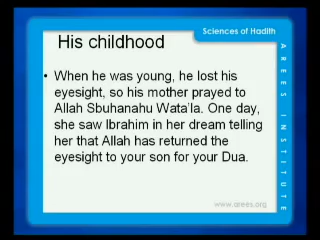 Sciences of Hadith
His childhood
• When he was young, he lost his
eyesight, so his mother prayed to
Allah Sbuhanahu Wata'la. One day,
she saw Ibrahim in her dream telling
her that Allah has returned the
eyesight to your son for your Dua.
AREES INSTITUTE
www.arees.org